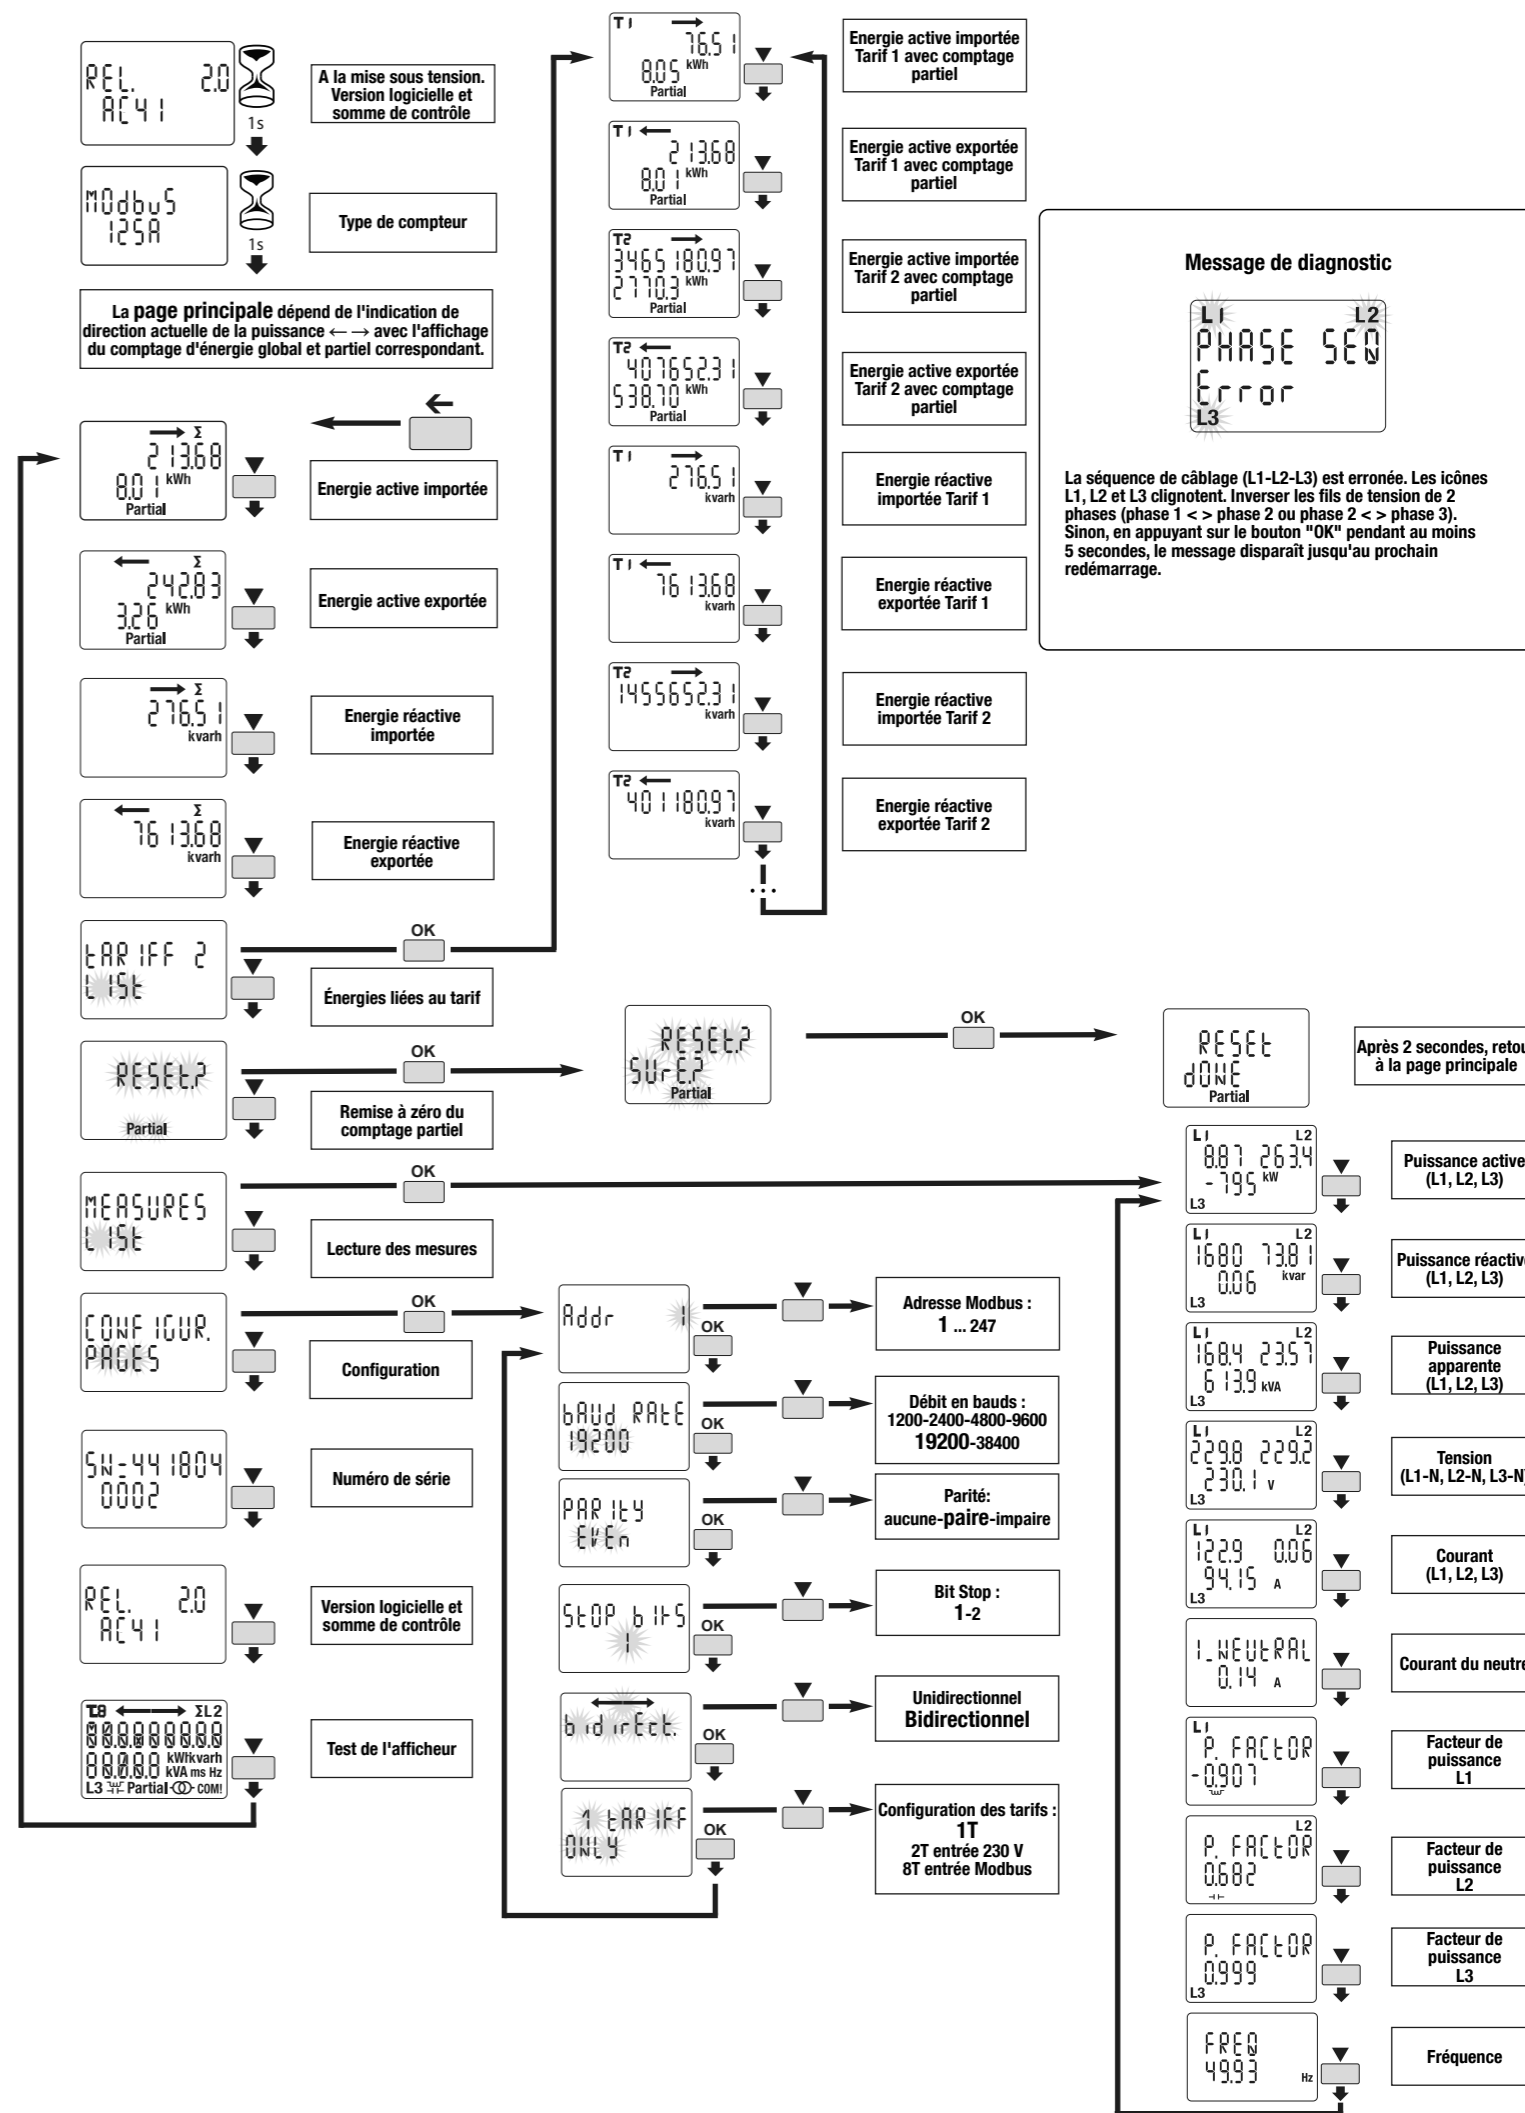 REL. 2.0
AC41
1s
A la mise sous tension.
Version logicielle et
somme de contrôle
MOdbuS
125A
1s
Type de compteur
La page principale dépend de l'indication de
direction actuelle de la puissance ←→ avec l'affichage
du comptage d'énergie global et partiel correspondant.
→ Σ
213.68
8.01 kWh
Partial
Energie active importée
← Σ
242.83
3.26 kWh
Partial
Energie active exportée
→ Σ
276.51
kvarh
Energie réactive
importée
← Σ
7613.68
kvarh
Energie réactive
exportée
tARIFF 2
LISt
OK
Énergies liées au tarif
RESEt.?
Partial
OK
Remise à zéro du
comptage partiel
RESEt.?
SUrE.?
Partial
OK
RESEt
dONE
Partial
Après 2 secondes, retou
à la page principale
MEASURES
LISt
OK
Lecture des mesures
CONFIGUR.
PAGES
OK
Configuration
SN-441804
0002
Numéro de série
REL. 2.0
AC41
Version logicielle et
somme de contrôle
T8 ← → ΣL2
kWhkvarh
kVA ms Hz
L3 Partial COM!
Test de l'afficheur
T1 →
76.51
8.05 kWh
Partial
Energie active importée
Tarif 1 avec comptage
partiel
T1 ←
213.68
8.01 kWh
Partial
Energie active exportée
Tarif 1 avec comptage
partiel
T2 →
3465180.97
2770.3 kWh
Partial
Energie active importée
Tarif 2 avec comptage
partiel
T2 ←
407652.31
538.70 kWh
Partial
Energie active exportée
Tarif 2 avec comptage
partiel
T1 →
276.51
kvarh
Energie réactive
importée Tarif 1
T1 ←
7613.68
kvarh
Energie réactive
exportée Tarif 1
T2 →
1455652.31
kvarh
Energie réactive
importée Tarif 2
T2 ←
401180.97
kvarh
Energie réactive
exportée Tarif 2
...
Message de diagnostic
L1 L2
PHASE SEQ
Error
L3
La séquence de câblage (L1-L2-L3) est erronée. Les icônes
L1, L2 et L3 clignotent. Inverser les fils de tension de 2
phases (phase 1 < > phase 2 ou phase 2 < > phase 3).
Sinon, en appuyant sur le bouton "OK" pendant au moins
5 secondes, le message disparaît jusqu'au prochain
redémarrage.
Addr 1
OK
Adresse Modbus :
1 ... 247
bAUd RAtE
19200
OK
Débit en bauds :
1200-2400-4800-9600
19200-38400
PARItY
EVEn
OK
Parité:
aucune-paire-impaire
StOP bItS
1
OK
Bit Stop :
1-2
bidirEct.
OK
Unidirectionnel
Bidirectionnel
1 tARIFF
ONLY
OK
Configuration des tarifs :
1T
2T entrée 230 V
8T entrée Modbus
L1 L2
8.87 263.4
-795 kW
L3
Puissance active
(L1, L2, L3)
L1 L2
1680 73.81
0.06 kvar
L3
Puissance réactive
(L1, L2, L3)
L1 L2
168.4 23.57
613.9 kVA
L3
Puissance
apparente
(L1, L2, L3)
L1 L2
229.8 229.2
230.1 V
L3
Tension
(L1-N, L2-N, L3-N)
L1 L2
122.9 0.06
94.15 A
L3
Courant
(L1, L2, L3)
I_NEUtRAL
0.14 A
Courant du neutre
L1
P. FACtOR
-0.907
Facteur de
puissance
L1
L2
P. FACtOR
0.682
Facteur de
puissance
L2
P. FACtOR
0.999
L3
Facteur de
puissance
L3
FREQ
49.93
Hz
Fréquence